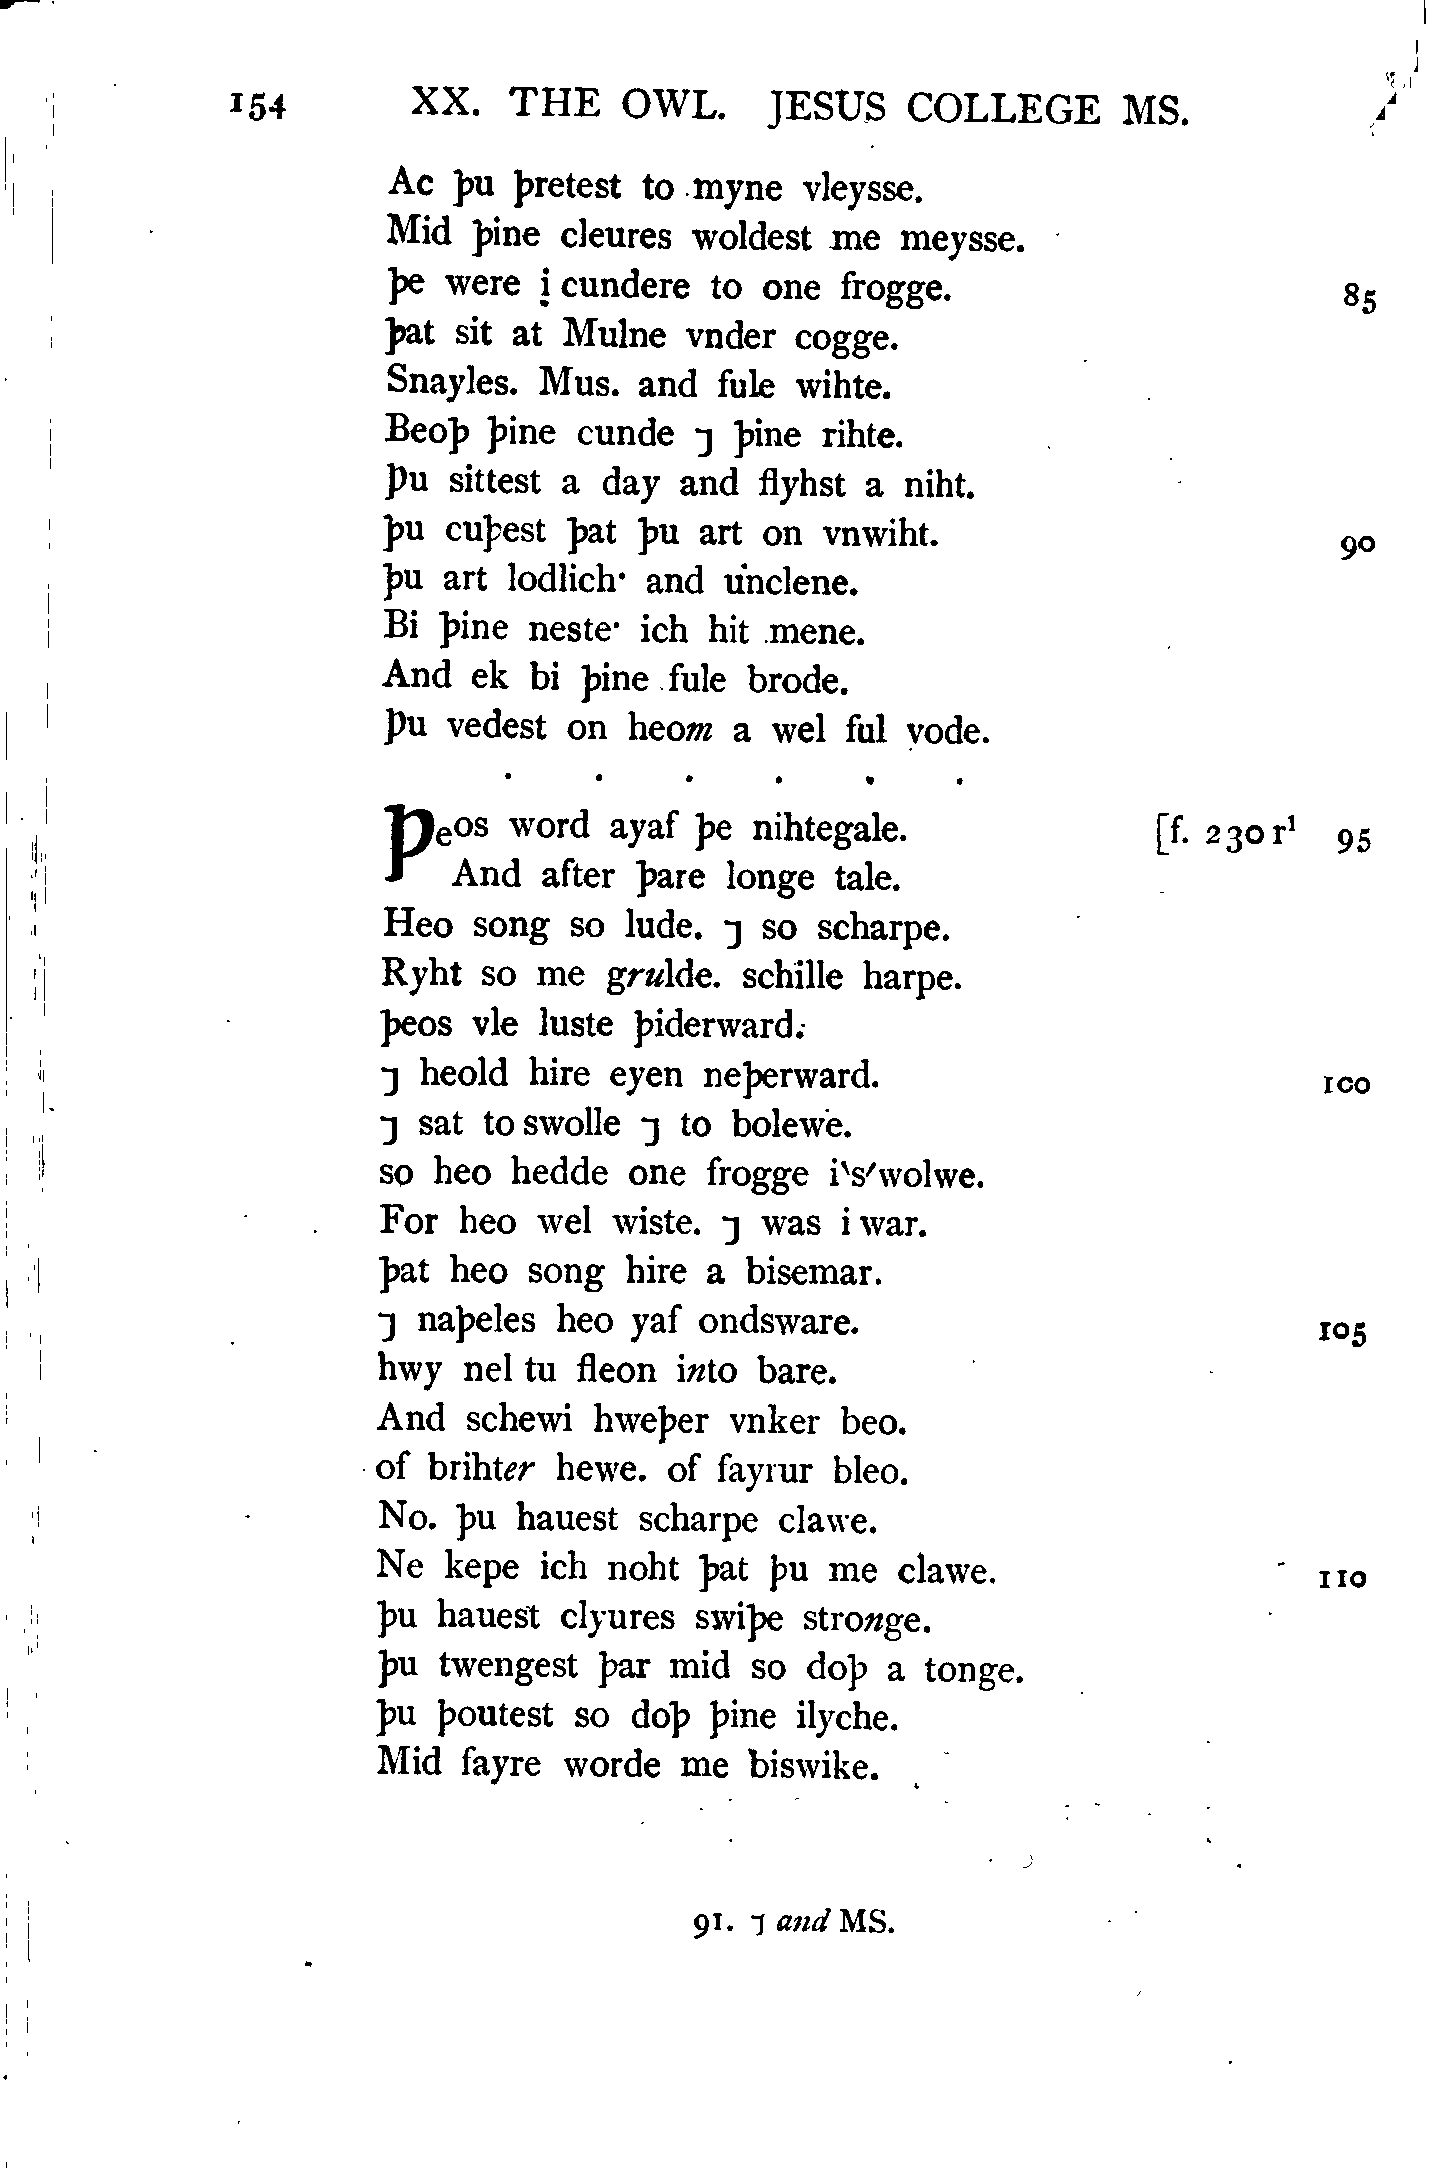 154 XX. THE OWL. JESUS COLLEGE MS.
Ac þu þretest to myne vleysse.
Mid þine cleures woldest me meysse.
þe were ị cundere to one frogge. 85
þat sit at Mulne vnder cogge.
Snayles. Mus. and fule wihte.
Beoþ þine cunde ⁊ þine rihte.
Þu sittest a day and flyhst a niht.
þu cuþest þat þu art on vnwiht. 90
þu art lodlich· and unclene.
Bi þine neste· ich hit mene.
And ek bi þine fule brode.
Þu vedest on heom a wel ful vode.
. . . . . .
Þeos word ayaf þe nihtegale. [f. 230 r¹ 95
And after þare longe tale.
Heo song so lude. ⁊ so scharpe.
Ryht so me grulde. schille harpe.
þeos vle luste þiderward.
⁊ heold hire eyen neþerward. 100
⁊ sat to swolle ⁊ to bolewe.
so heo hedde one frogge i‵s′wolwe.
For heo wel wiste. ⁊ was i war.
þat heo song hire a bisemar.
⁊ naþeles heo yaf ondsware. 105
hwy nel tu fleon into bare.
And schewi hweþer vnker beo.
of brihter hewe. of fayrur bleo.
No. þu hauest scharpe clawe.
Ne kepe ich noht þat þu me clawe. 110
þu hauest clyures swiþe stronge.
þu twengest þar mid so doþ a tonge.
þu þoutest so doþ þine ilyche.
Mid fayre worde me biswike.
91. ⁊ and MS.